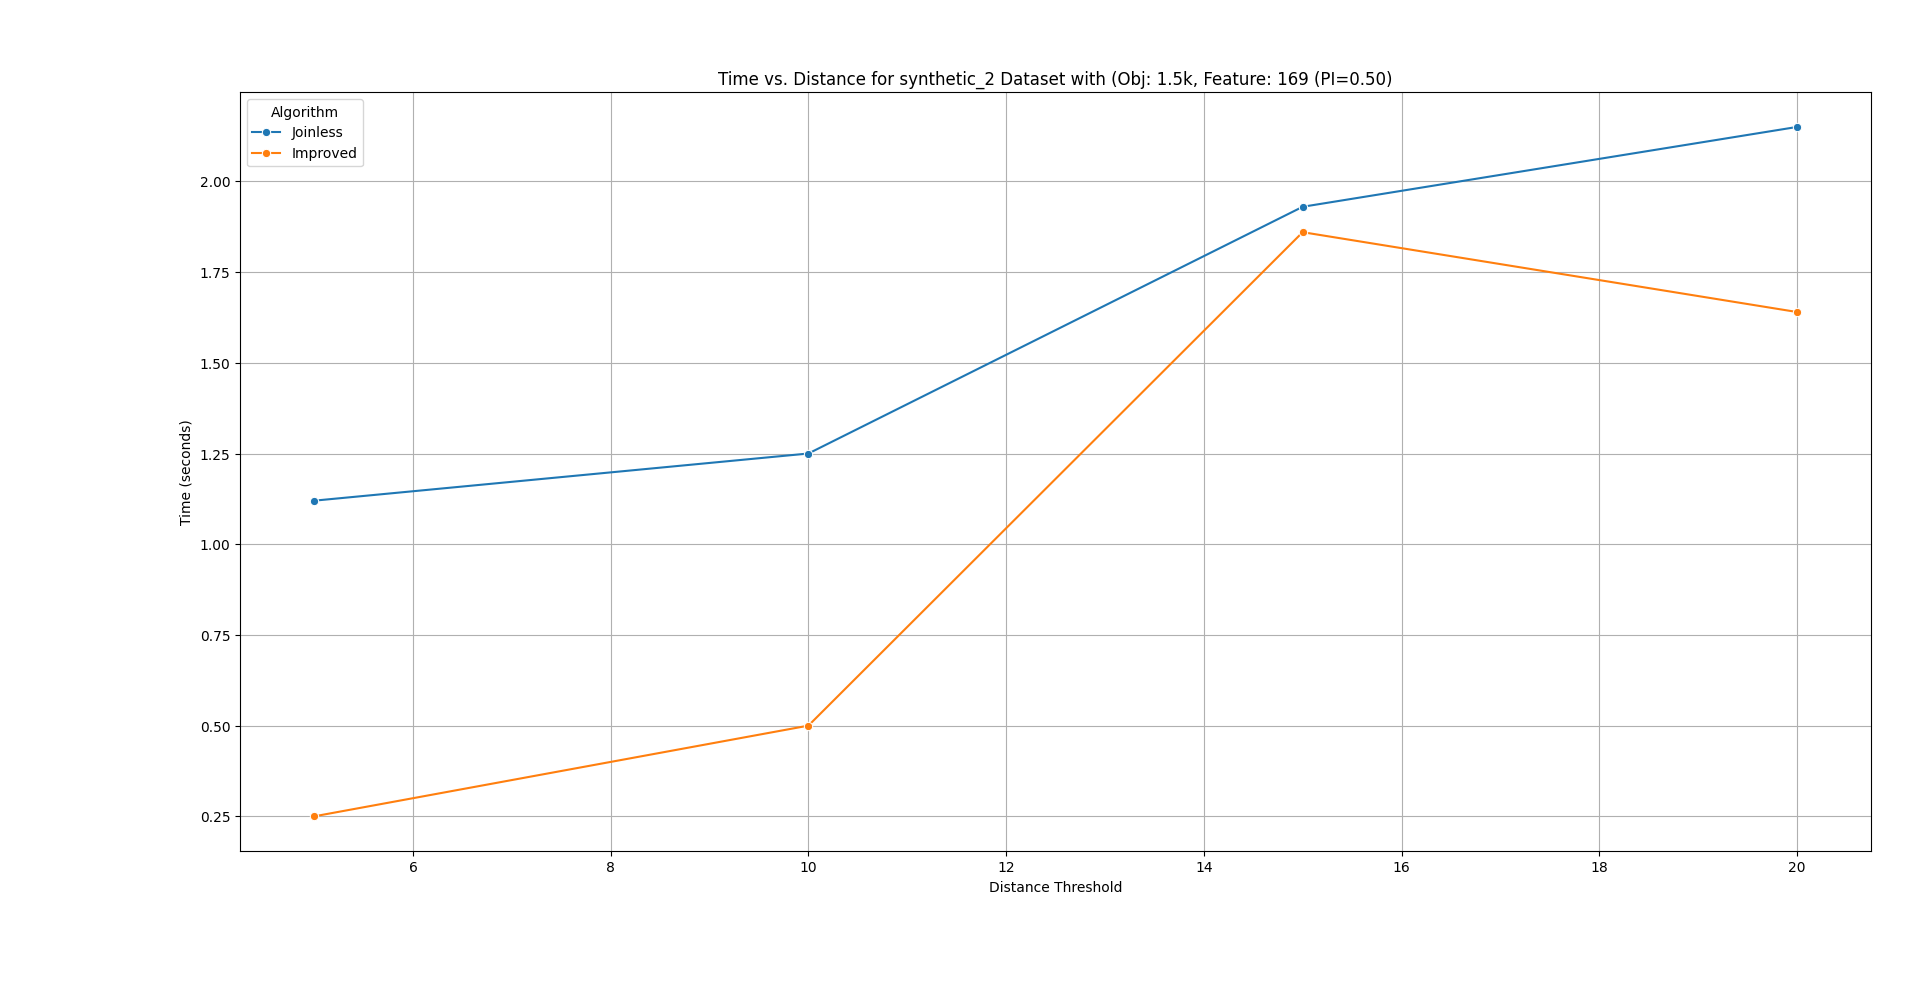 Time vs. Distance for synthetic_2 Dataset with (Obj: 1.5k, Feature: 169 (PI=0.50)
Algorithm
Joinless
Improved
Time (seconds)
2.00
1.75
1.50
1.25
1.00
0.75
0.50
0.25
6 8 10 12 14 16 18 20
Distance Threshold